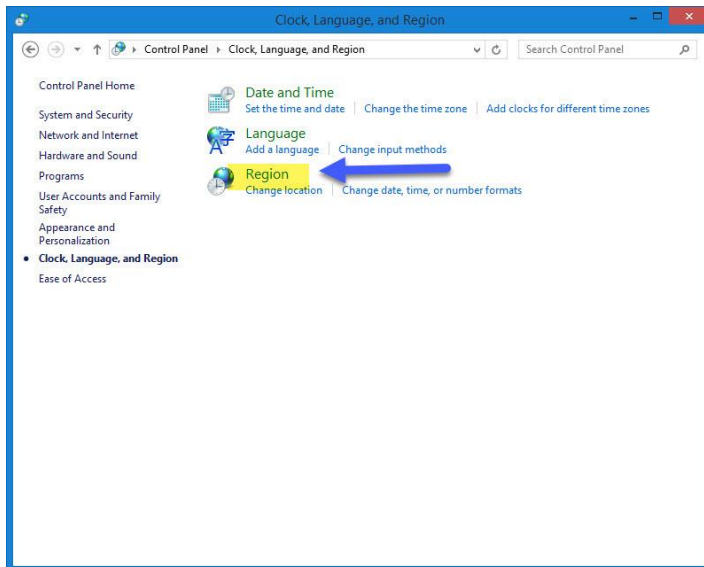 Clock, Language, and Region
Control Panel Clock, Language, and Region
Search Control Panel
Control Panel Home
System and Security
Network and Internet
Hardware and Sound
Programs
User Accounts and Family
Safety
Appearance and
Personalization
Clock, Language, and Region
Ease of Access
Date and Time
Set the time and date Change the time zone Add clocks for different time zones
Language
Add a language Change input methods
Region
Change location Change date, time, or number formats